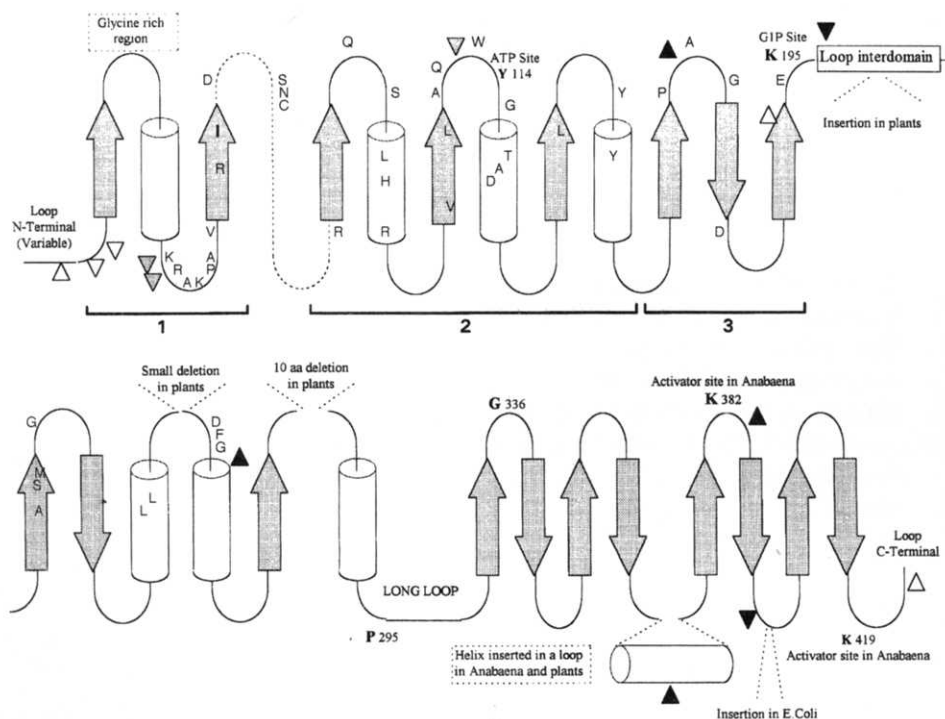 Glycine rich
region
D
S
N
C
Q
S
Q
W
A
ATP Site
Y 114
G
Y
P
A
G
G1P Site
K 195
E
Loop interdomain
Insertion in plants
I
R
L
H
R
L
V
T
A
D
L
Y
Loop
N-Terminal
(Variable)
V
A
P
K
A
R
K
R
D
1
2
3
Small deletion
in plants
10 aa deletion
in plants
G
D
F
G
M
S
A
L
L
G 336
Activator site in Anabaena
K 382
Loop
C-Terminal
LONG LOOP
P 295
Helix inserted in a loop
in Anabaena and plants
K 419
Activator site in Anabaena
Insertion in E.Coli